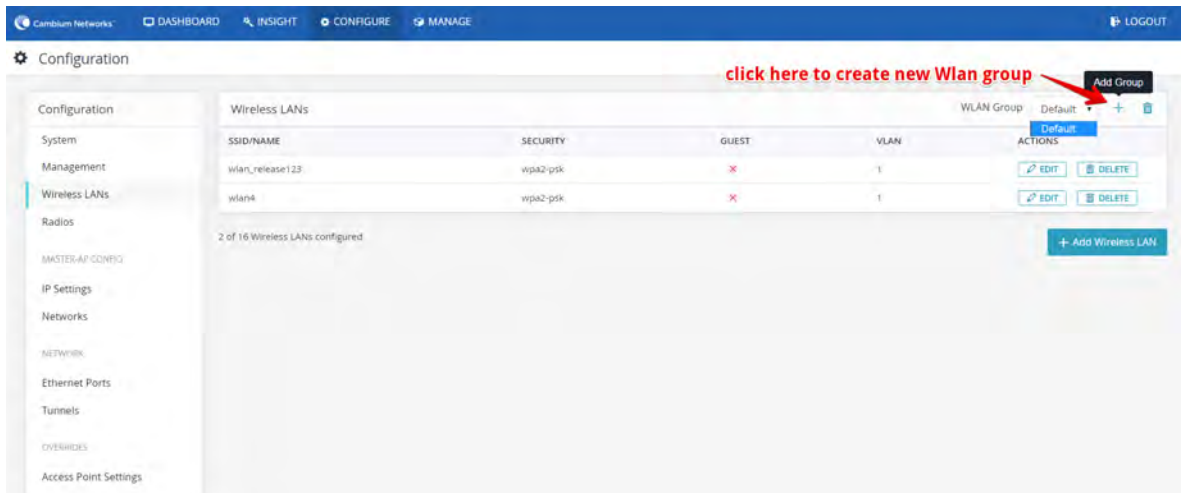 Cambium Networks™ DASHBOARD INSIGHT CONFIGURE MANAGE LOGOUT
Configuration
click here to create new Wlan group
Add Group
Configuration
System
Management
Wireless LANs
Radios
MASTER-AP CONFIG
IP Settings
Networks
NETWORK
Ethernet Ports
Tunnels
OVERRIDES
Access Point Settings
Wireless LANs WLAN Group Default
Default
SSID/NAME SECURITY GUEST VLAN ACTIONS
wlan_release123 wpa2-psk 1 EDIT DELETE
wlan4 wpa2-psk 1 EDIT DELETE
2 of 16 Wireless LANs configured
+ Add Wireless LAN